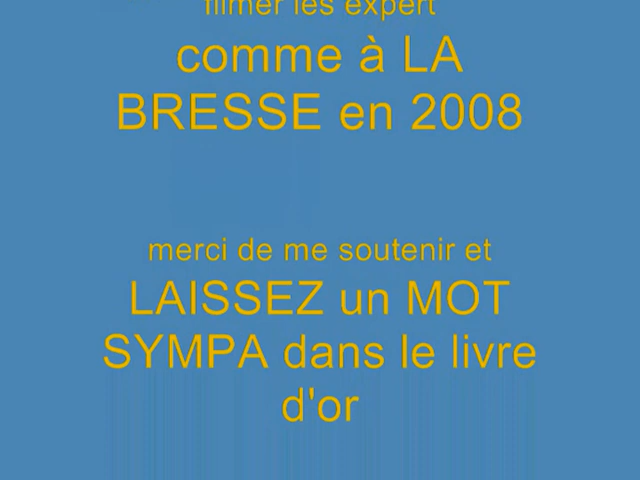 filmer les expert
comme à LA
BRESSE en 2008
merci de me soutenir et
LAISSEZ un MOT
SYMPA dans le livre
d'or